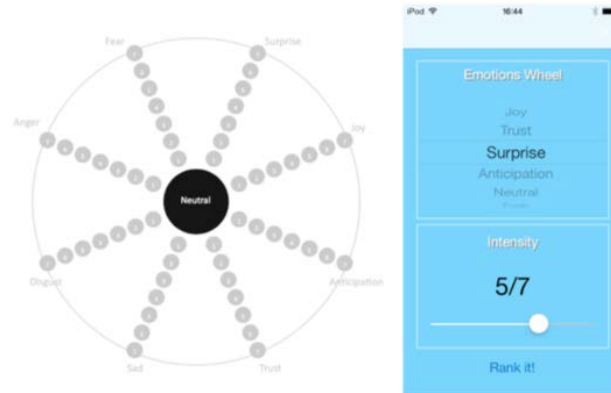 Fear
Surprise
Anger
Joy
Neutral
Disgust
Anticipation
Sad
Trust
iPod 16:44
Emotions Wheel
Joy
Trust
Surprise
Anticipation
Neutral
Intensity
5/7
Rank it!